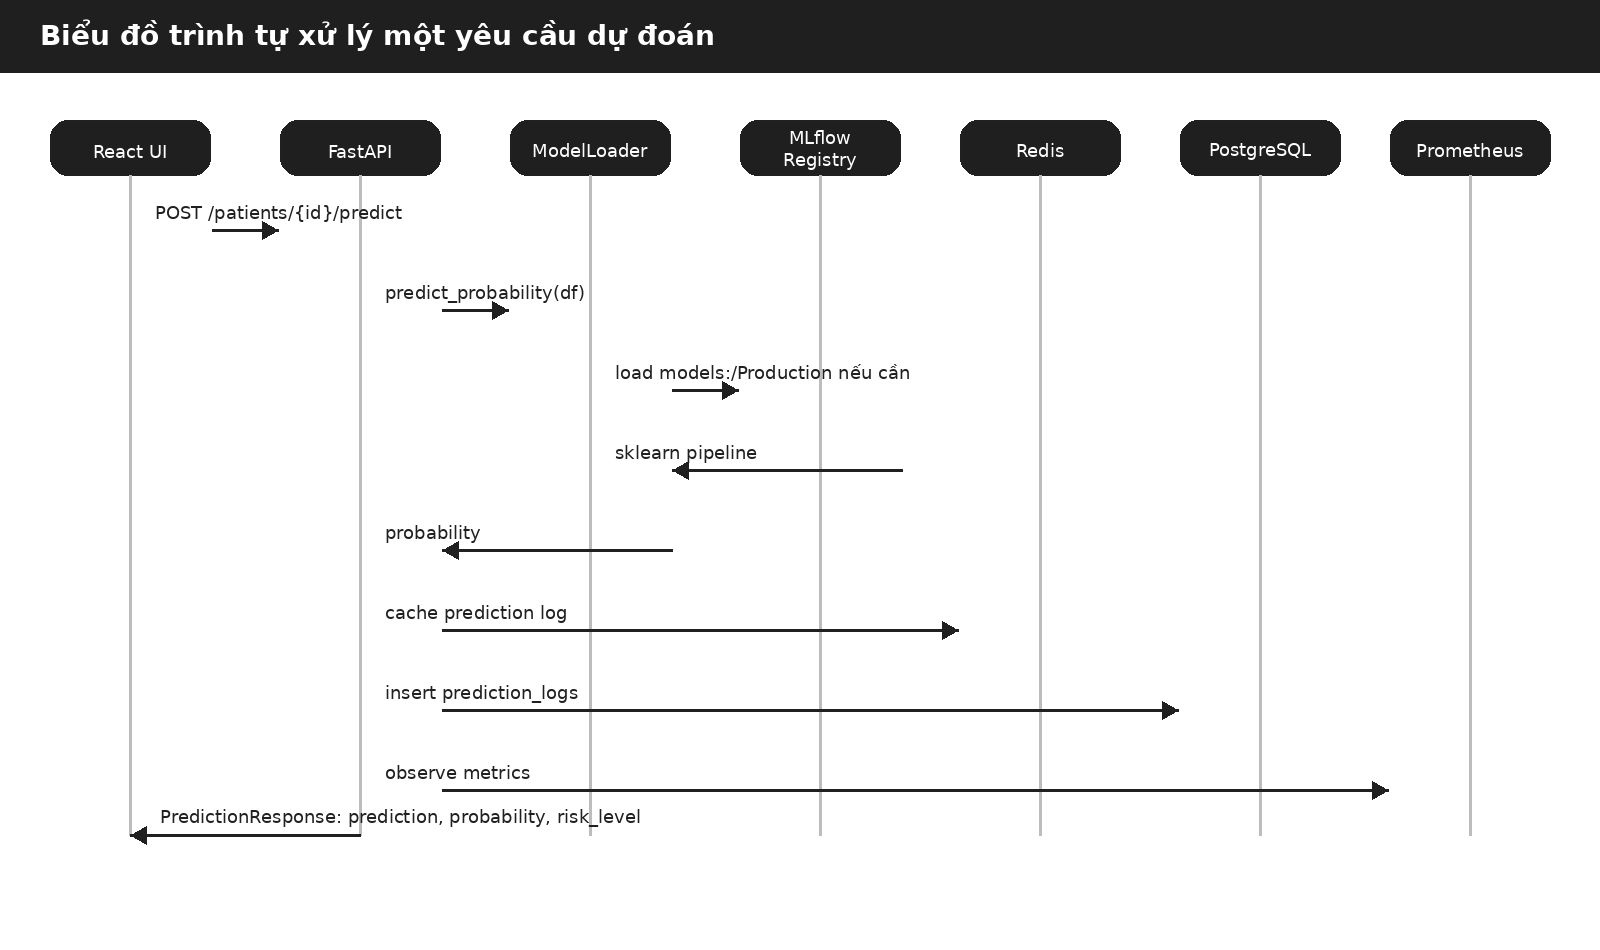 Biểu đồ trình tự xử lý một yêu cầu dự đoán
React UI
FastAPI
ModelLoader
MLflow
Registry
Redis
PostgreSQL
Prometheus
POST /patients/{id}/predict
predict_probability(df)
load models:/Production nếu cần
sklearn pipeline
probability
cache prediction log
insert prediction_logs
observe metrics
PredictionResponse: prediction, probability, risk_level